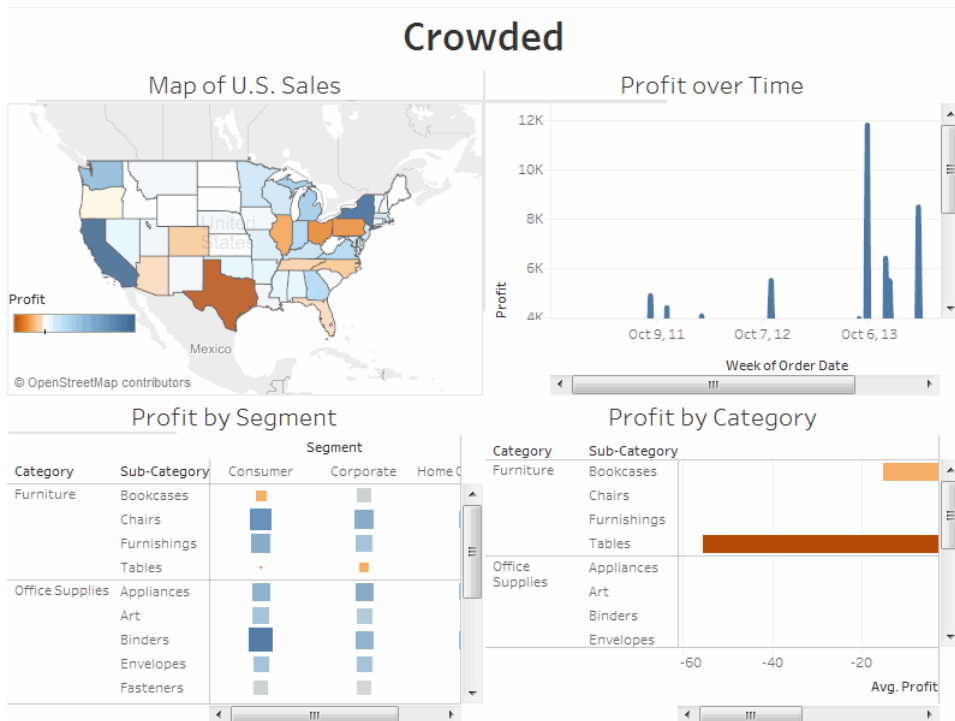 Crowded
Map of U.S. Sales
United
States
Profit
Mexico
© OpenStreetMap contributors
Profit over Time
12K
10K
8K
6K
4K
Profit
Oct 9, 11 Oct 7, 12 Oct 6, 13
Week of Order Date
Profit by Segment
Segment
Category Sub-Category Consumer Corporate Home
Furniture Bookcases
Chairs
Furnishings
Tables
Office Supplies Appliances
Art
Binders
Envelopes
Fasteners
Profit by Category
Category Sub-Category
Furniture Bookcases
Chairs
Furnishings
Tables
Office Supplies Appliances
Art
Binders
Envelopes
-60 -40 -20
Avg. Profit